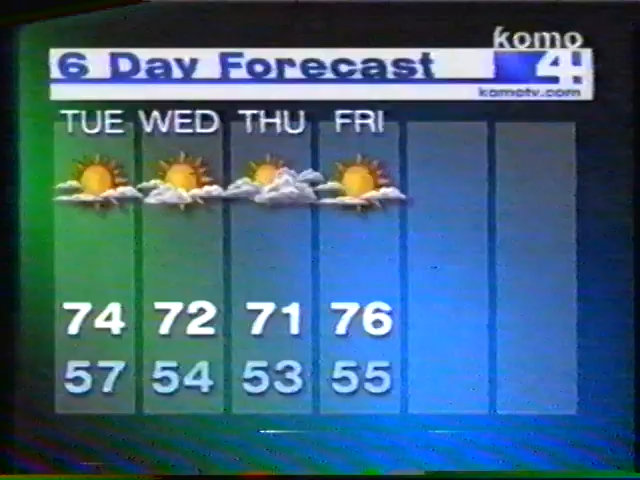 komo
6 Day Forecast 4!
komotv.com
TUE WED THU FRI
74 72 71 76
57 54 53 55